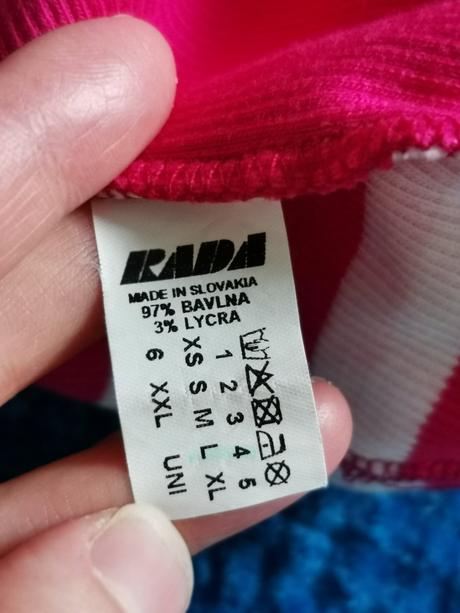 RADA
MADE IN SLOVAKIA
97% BAVLNA
3% LYCRA
1 2 3 4 5
XS S M L XL
6 XXL UNI